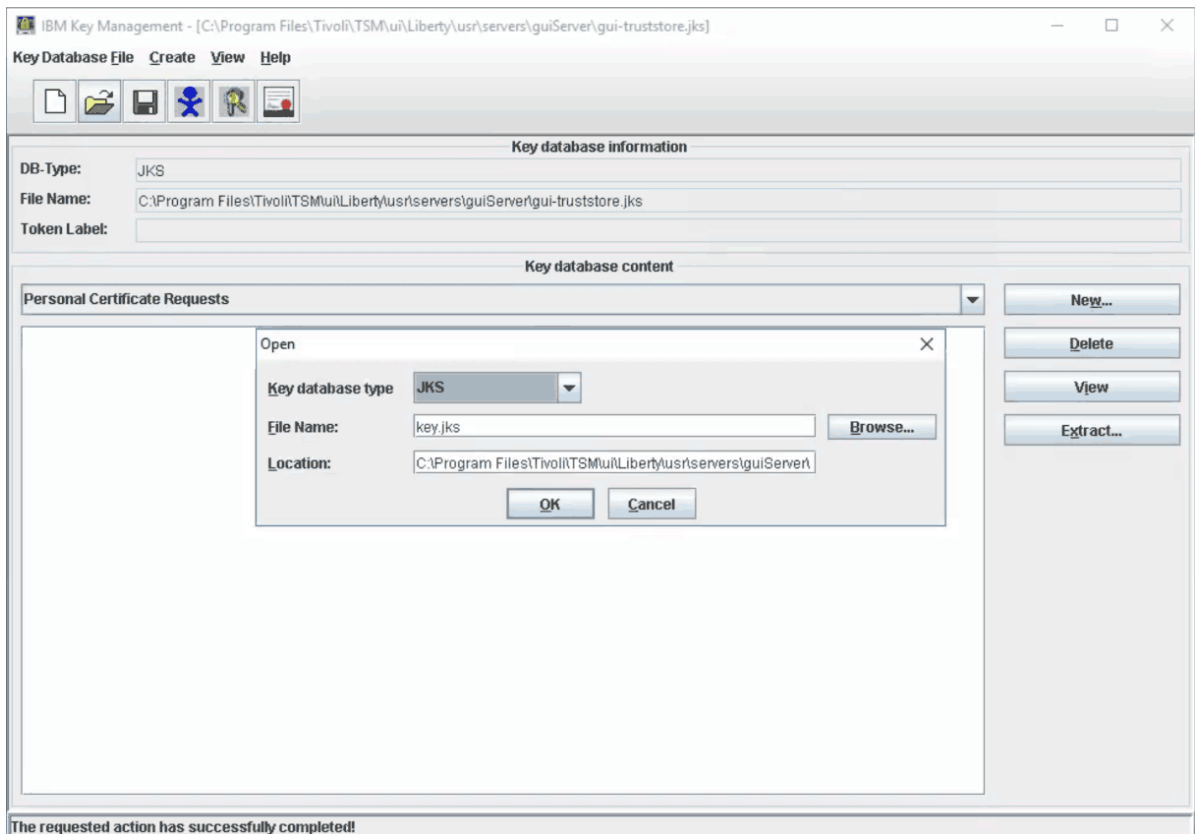 IBM Key Management - [C:\Program Files\Tivoli\TSM\ui\Liberty\usr\servers\guiServer\gui-truststore.jks]
Key Database File Create View Help
Key database information
DB-Type: JKS
File Name: C:\Program Files\Tivoli\TSM\ui\Liberty\usr\servers\guiServer\gui-truststore.jks
Token Label:
Key database content
Personal Certificate Requests
New...
Open
Delete
Key database type JKS
View
File Name: key.jks Browse...
Extract...
Location: C:\Program Files\Tivoli\TSM\ui\Liberty\usr\servers\guiServer\
OK Cancel
The requested action has successfully completed!